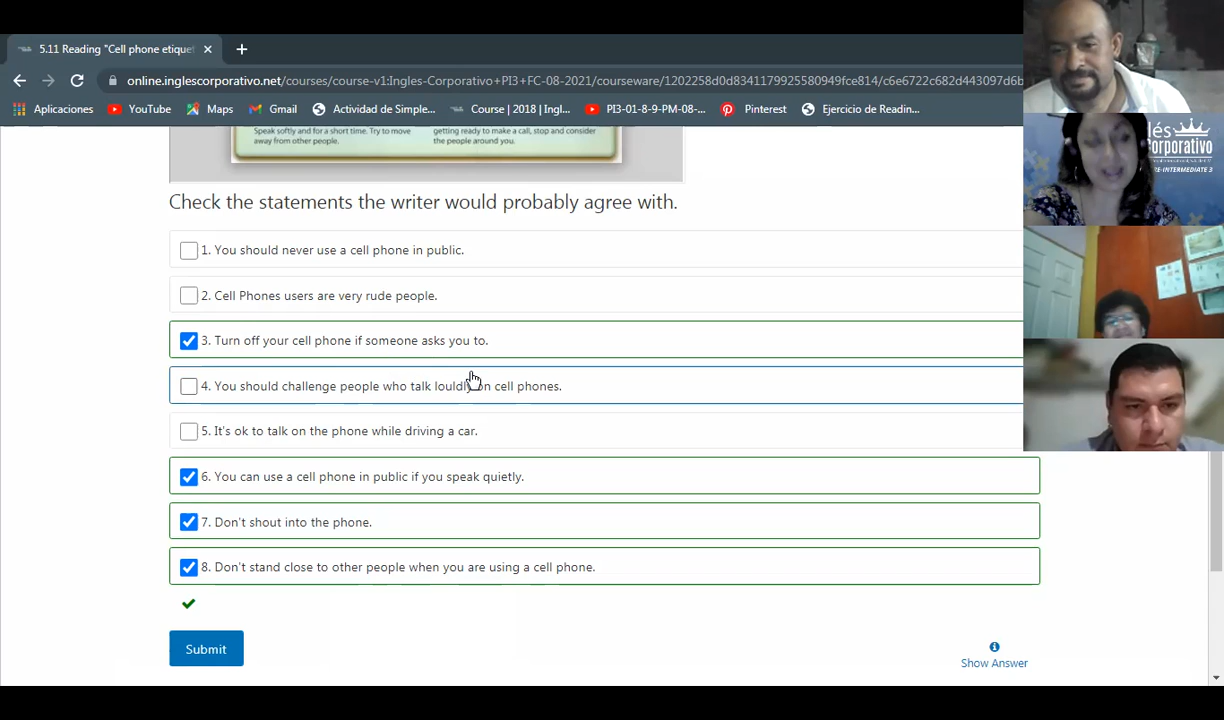 5.11 Reading "Cell phone etique
online.inglescorporativo.net/courses/course-v1:Ingles-Corporativo+PI3+FC-08-2021/courseware/1202258d0d8341179925580949fce814/c6e6722c682d443097d6b
Aplicaciones YouTube Maps Gmail Actividad de Simple... Course | 2018 | Ingl... PI3-01-8-9-PM-08-... Pinterest Ejercicio de Readin...
Speak softly and for a short time. Try to move
away from other people.
getting ready to make a call, stop and consider
the people around you.
Check the statements the writer would probably agree with.
1. You should never use a cell phone in public.
2. Cell Phones users are very rude people.
3. Turn off your cell phone if someone asks you to.
4. You should challenge people who talk louldly on cell phones.
5. It's ok to talk on the phone while driving a car.
6. You can use a cell phone in public if you speak quietly.
7. Don't shout into the phone.
8. Don't stand close to other people when you are using a cell phone.
Submit
Show Answer
lés
orporativo
RE-INTERMEDIATE 3